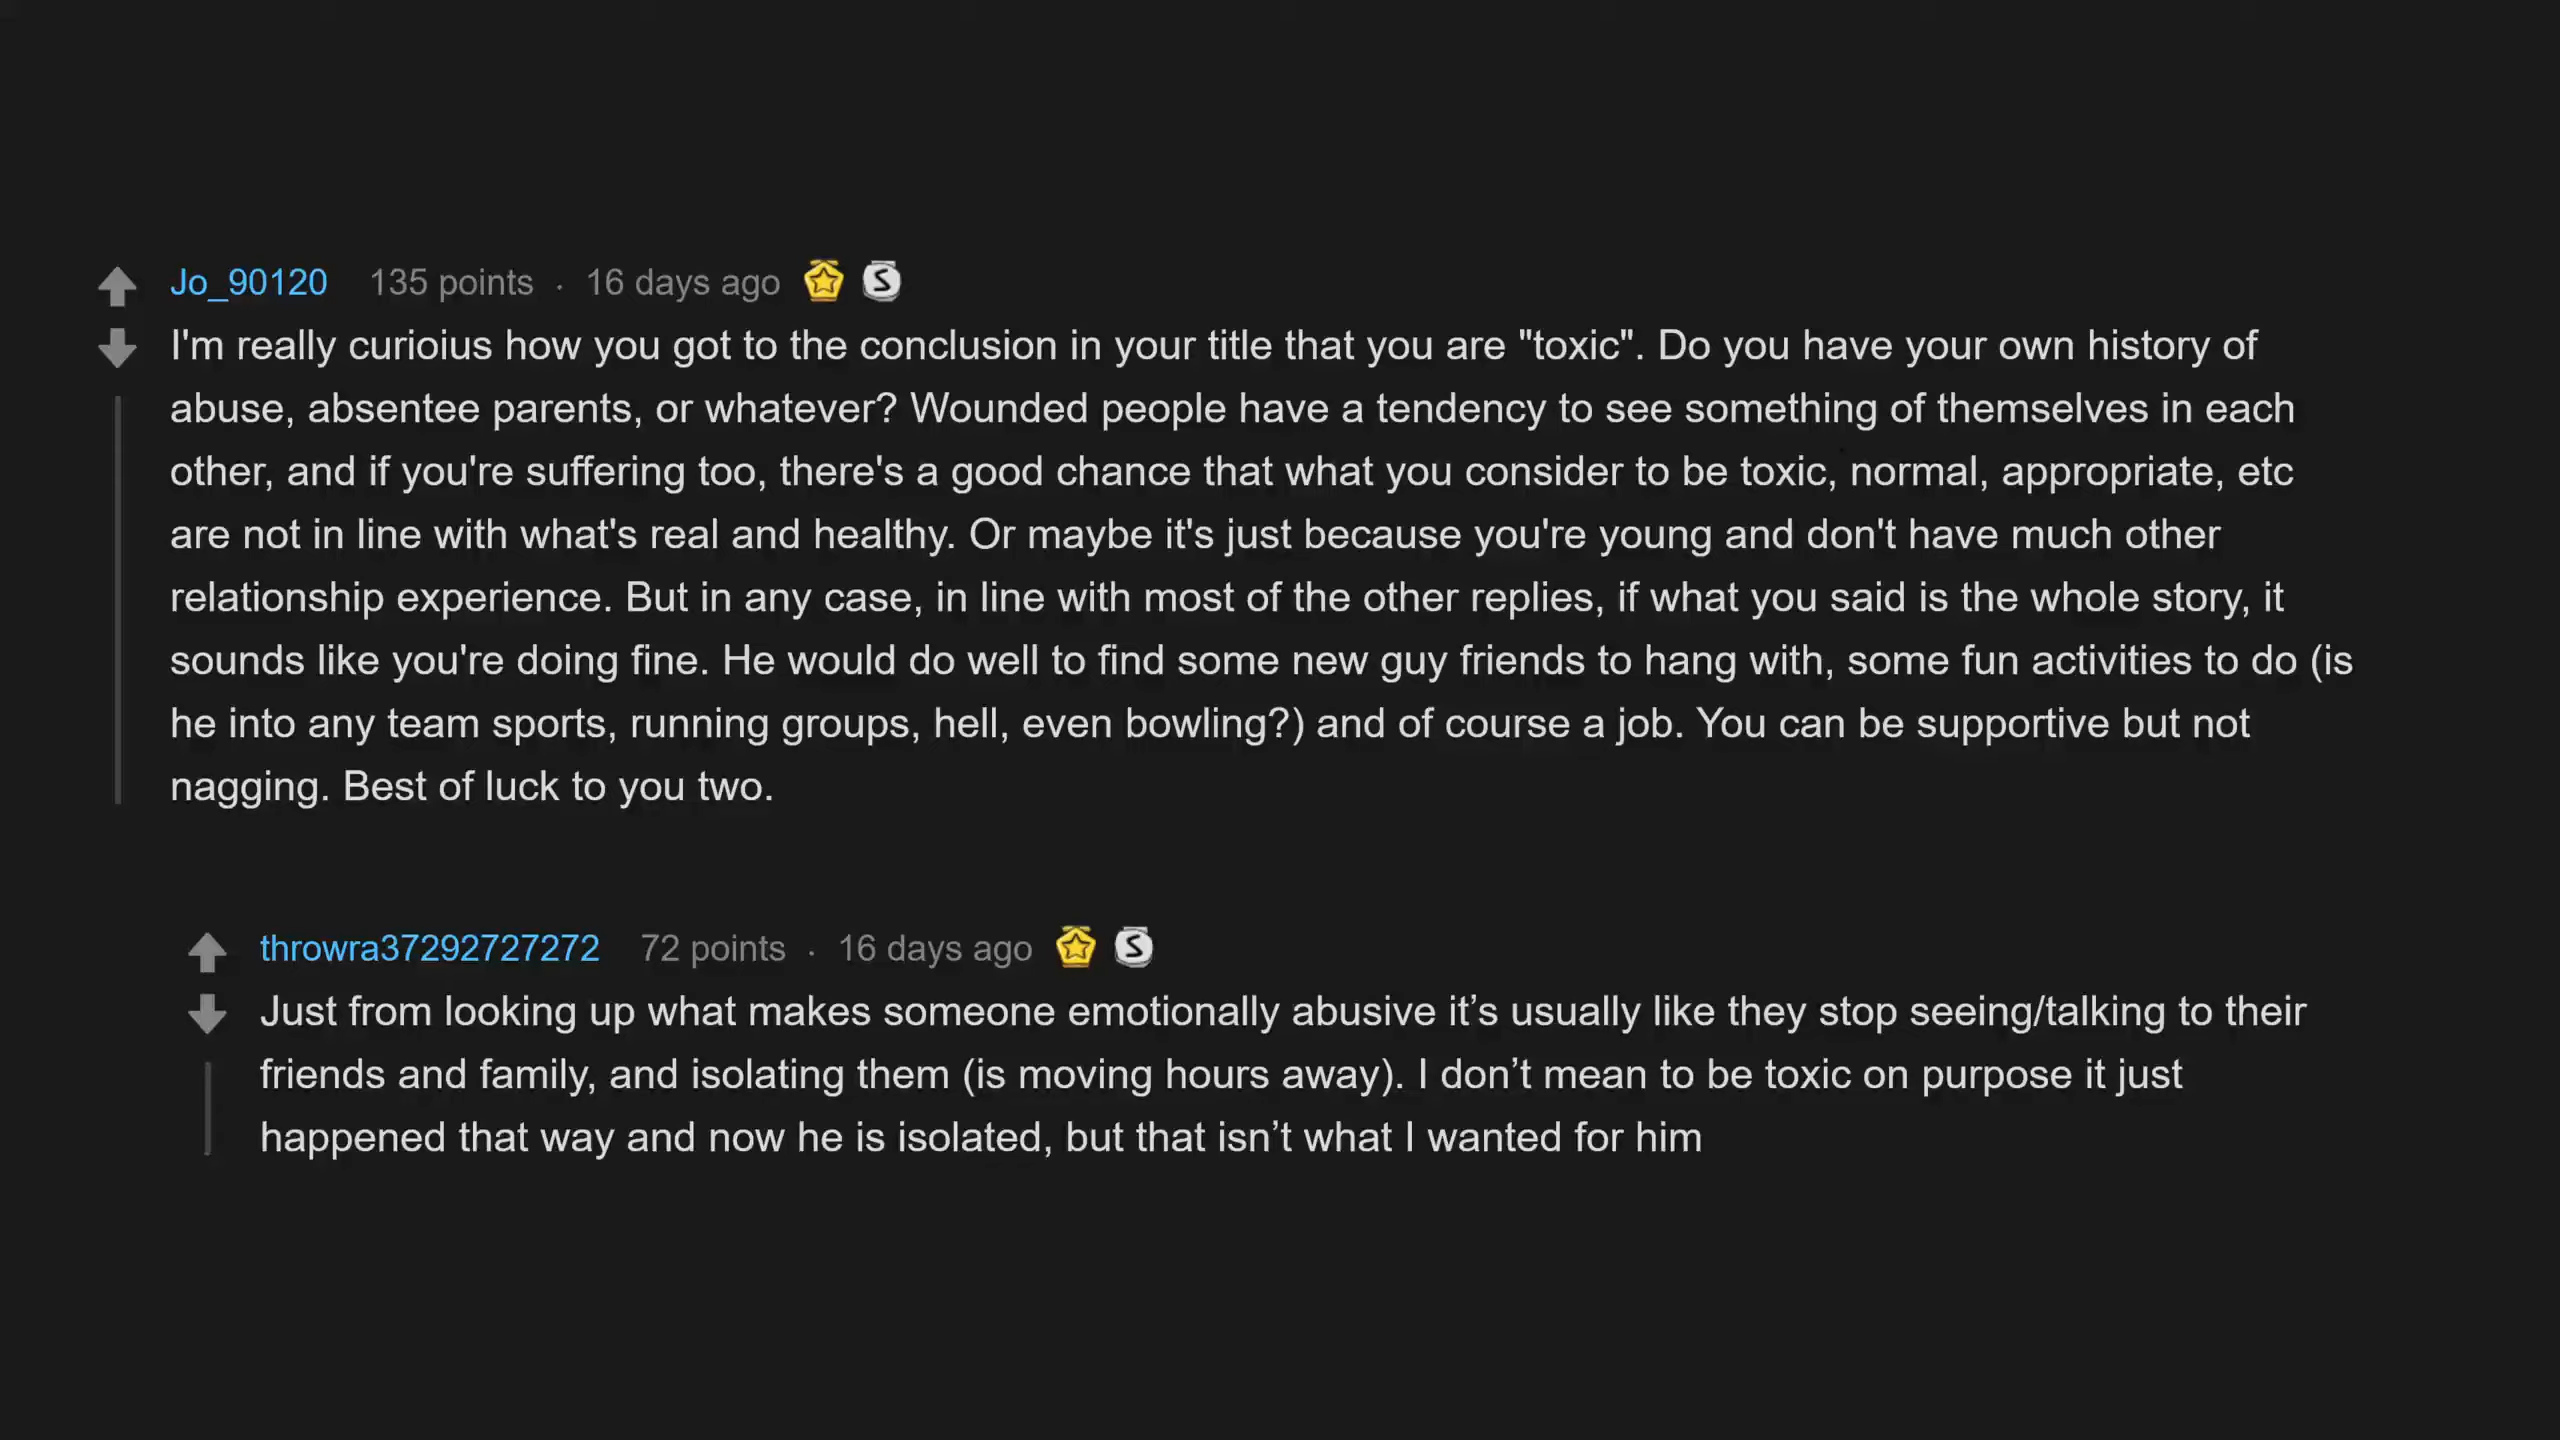 Jo_90120 135 points · 16 days ago
I'm really curioius how you got to the conclusion in your title that you are "toxic". Do you have your own history of
abuse, absentee parents, or whatever? Wounded people have a tendency to see something of themselves in each
other, and if you're suffering too, there's a good chance that what you consider to be toxic, normal, appropriate, etc
are not in line with what's real and healthy. Or maybe it's just because you're young and don't have much other
relationship experience. But in any case, in line with most of the other replies, if what you said is the whole story, it
sounds like you're doing fine. He would do well to find some new guy friends to hang with, some fun activities to do (is
he into any team sports, running groups, hell, even bowling?) and of course a job. You can be supportive but not
nagging. Best of luck to you two.
throwra37292727272 72 points · 16 days ago
Just from looking up what makes someone emotionally abusive it’s usually like they stop seeing/talking to their
friends and family, and isolating them (is moving hours away). I don’t mean to be toxic on purpose it just
happened that way and now he is isolated, but that isn’t what I wanted for him